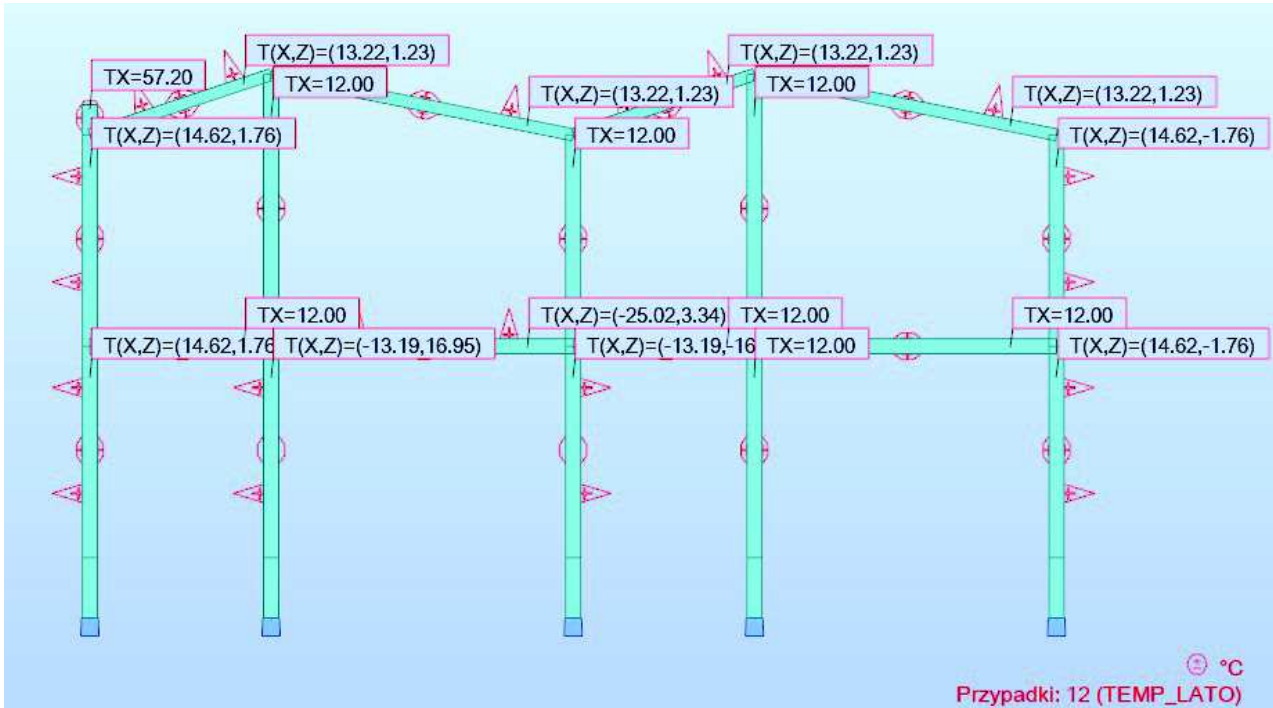 T(X,Z)=(13.22,1.23)
T(X,Z)=(13.22,1.23)
TX=57.20
TX=12.00
TX=12.00
T(X,Z)=(13.22,1.23)
T(X,Z)=(13.22,1.23)
T(X,Z)=(14.62,1.76)
TX=12.00
T(X,Z)=(14.62,-1.76)
TX=12.00
T(X,Z)=(-25.02,3.34)
TX=12.00
TX=12.00
T(X,Z)=(14.62,1.76
T(X,Z)=(-13.19,16.95)
T(X,Z)=(-13.19,-16
TX=12.00
T(X,Z)=(14.62,-1.76)
°C
Przypadki: 12 (TEMP_LATO)